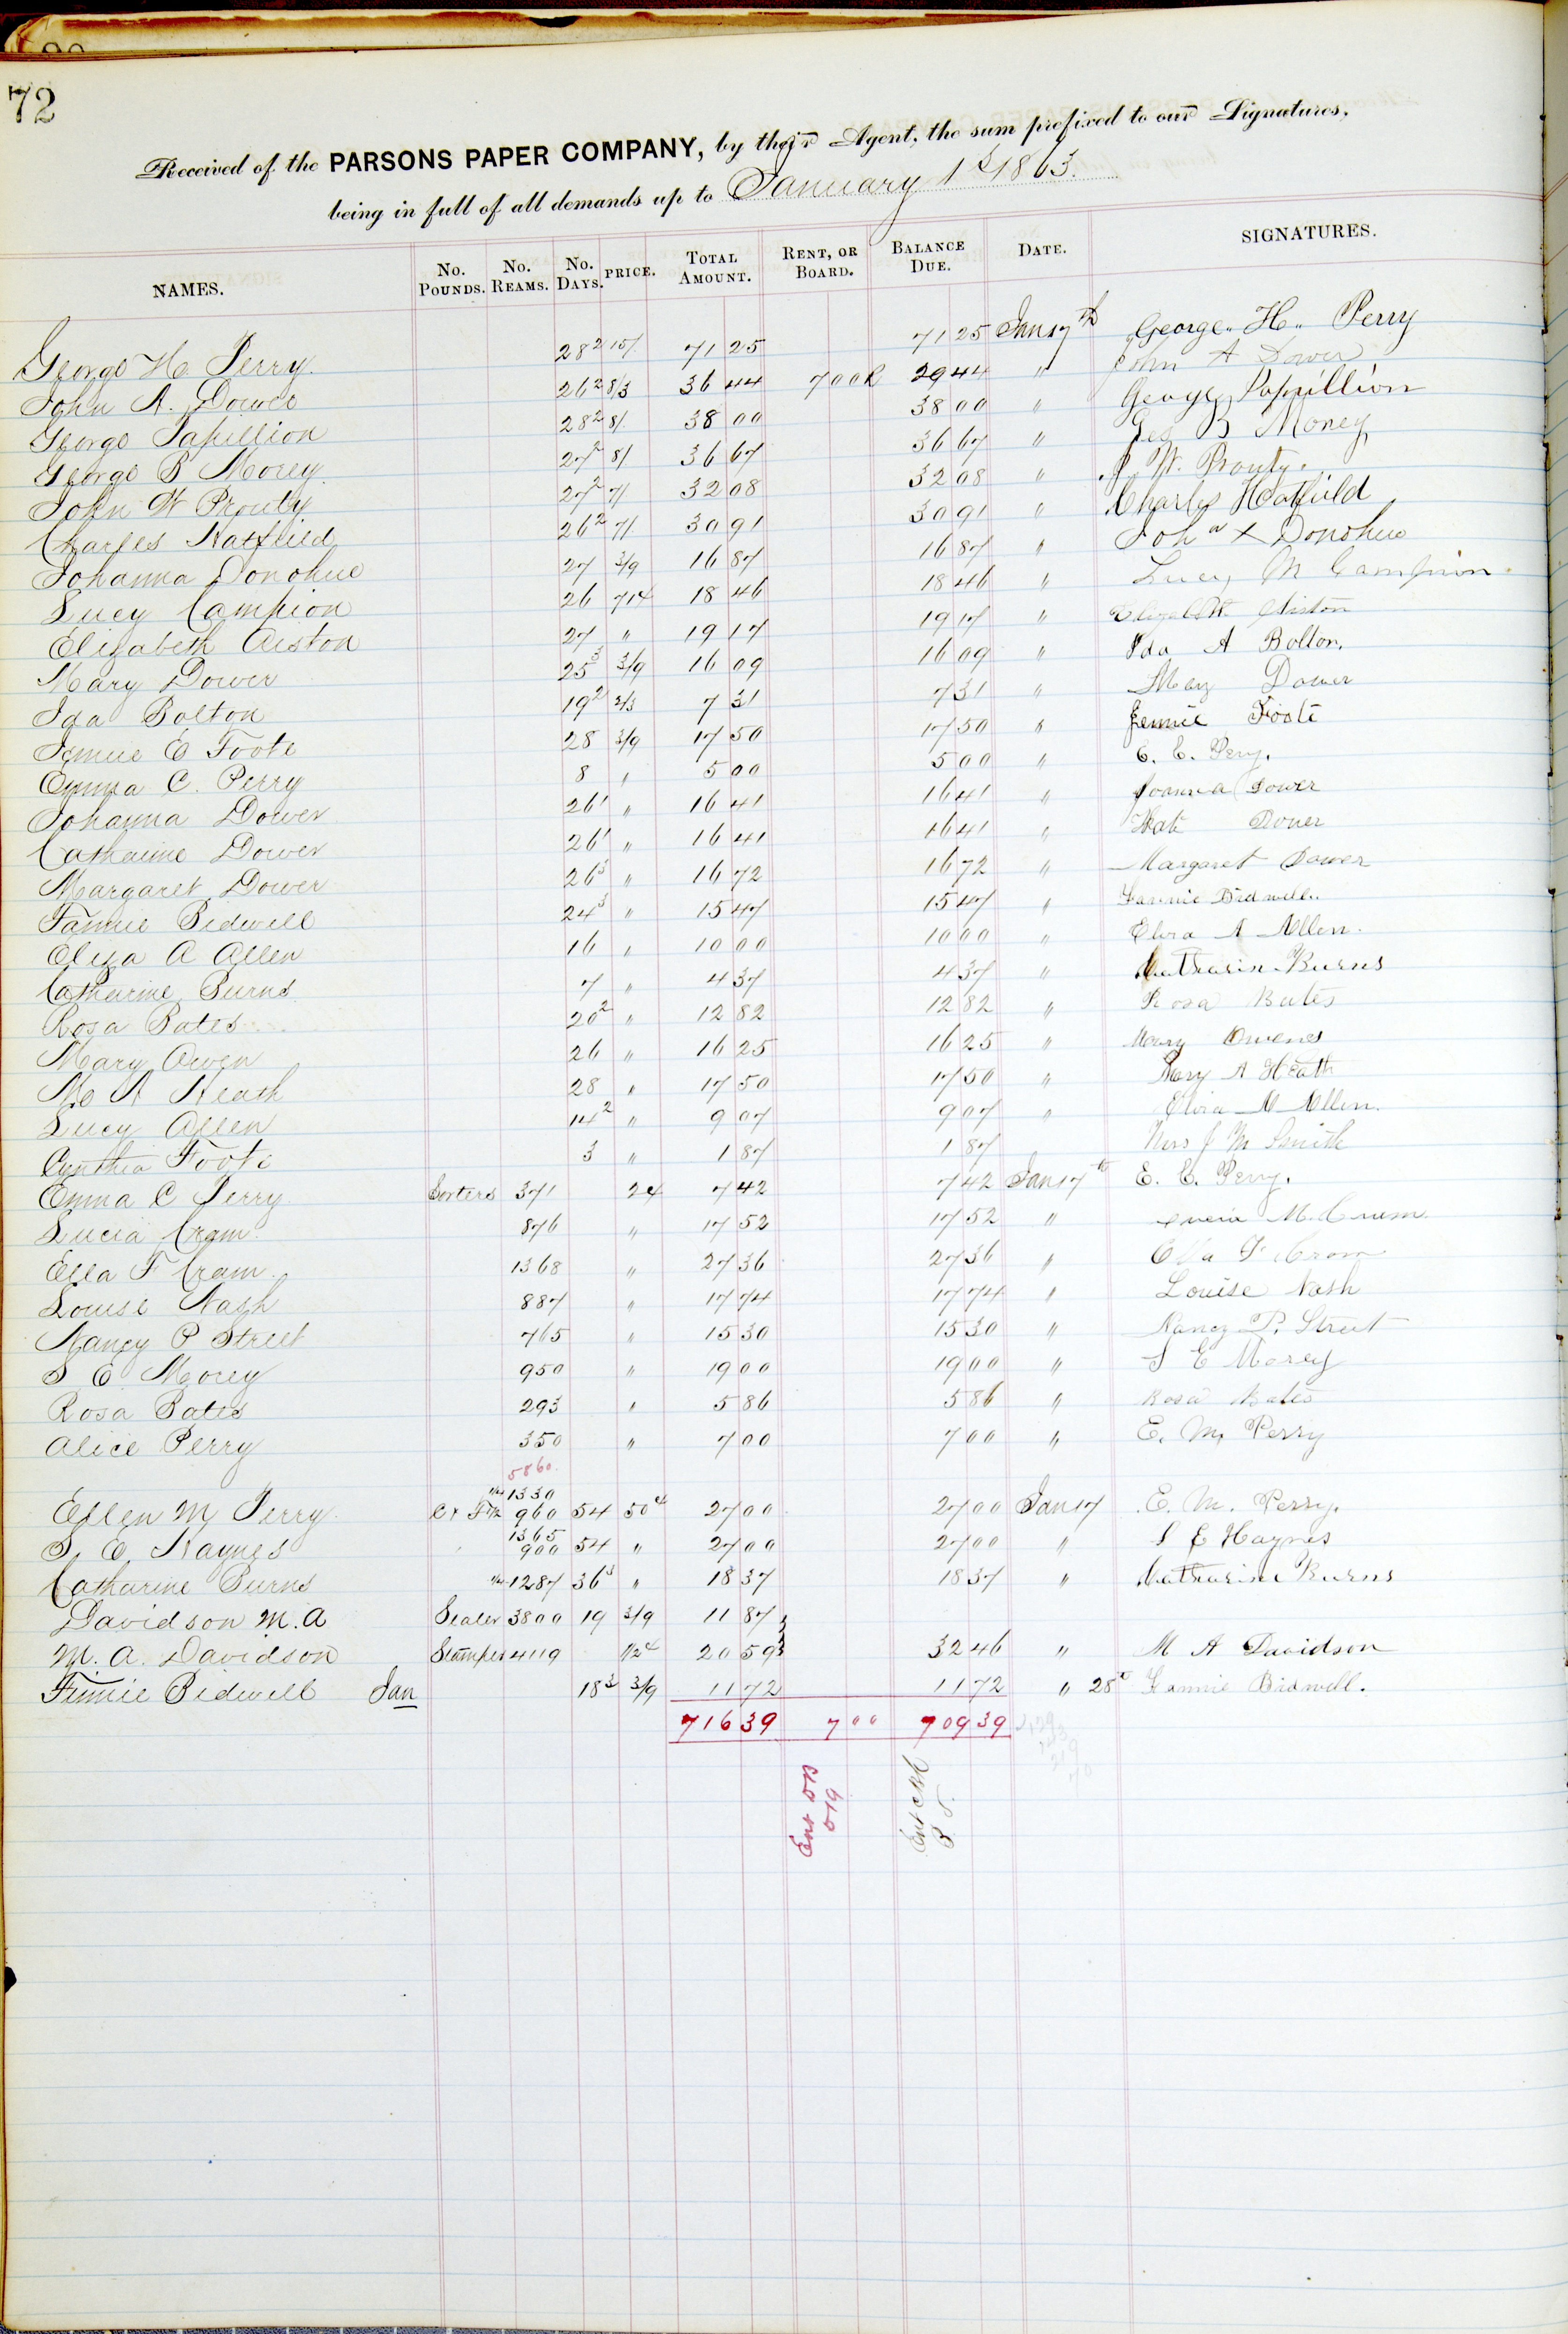 72
Received of the PARSONS PAPER COMPANY, by their Agent, the sum prefixed to our Signatures,
being in full of all demands up to January 1st 1863.
NAMES. No. Pounds. No. Reams. No. Days. PRICE. Total Amount. Rent, or Board. Balance Due. Date. SIGNATURES.
George H. Perry. 28 2 15/ 71 25 71 25 Jan 17th George. H. Perry
John A. Dower 26 2 8/3 36 44 7 00 R 29 44 " John A Dower
George Papillion 28 2 8/ 38 00 38 00 " George Papillion
George B Morey 27 2 8/ 36 67 36 67 " Geo B Morey
John W Prouty 27 2 7/ 32 08 32 08 " J. W. Prouty.
Charles Hatfield 26 2 7/ 30 91 30 91 " Charles Hatfield
Johanna Donohue 27 3/9 16 87 16 87 " Joh a X Donohue
Lucy Campion 26 71¢ 18 46 18 46 " Lucy M Campion
Elizabeth Aiston 27 " 19 17 19 17 " Elizabeth Aiston
Mary Dower 25 3 3/9 16 09 16 09 " Ida A Bolton.
Ida Bolton 19 2 2/3 7 31 7 31 " Mary Dower
Jennie E Foote 28 3/9 17 50 17 50 " Jennie Foote
Emma C. Perry 8 " 5 00 5 00 " E. C. Perry.
Johanna Dower 26 1 " 16 41 16 41 " Joanna Dower
Catharine Dower 26 1 " 16 41 16 41 " Kate Dower
Margaret Dower 26 3 " 16 72 16 72 " Margaret Dower
Fannie Bidwell 24 3 " 15 47 15 47 " Fannie Bidwell.
Eliza A Allen 16 " 10 00 10 00 " Elvira A Allen.
Catharine Burns 7 " 4 37 4 37 " Catharine Burns
Rosa Bates 20 2 " 12 82 12 82 " Rosa Bates
Mary Owen 26 " 16 25 16 25 " Mary Owens
M A Heath 28 " 17 50 17 50 " Mary A Heath
Lucy Allen 14 2 " 9 07 9 07 " Elvira A Allen.
Cynthia Foote 3 " 1 87 1 87 Mrs J M Smith
Emma C Perry Sorters 371 2¢ 7 42 7 42 Jan 17th E. C. Perry.
Lucia Cram 876 " 17 52 17 52 " Lucia M. Cram
Ella F Cram 1368 " 27 36 27 36 " Ella F Cram
Louise Nash 887 " 17 74 17 74 " Louise Nash
Nancy P Street 765 " 15 30 15 30 " Nancy P. Street
S E Morey 950 " 19 00 19 00 " S E Morey
Rosa Bates 293 " 5 86 5 86 " Rosa Bates
Alice Perry 350 " 7 00 7 00 " E. M. Perry
5860
1330
Ellen M Perry 960 54 50¢ 27 00 27 00 Jan 17 E. M. Perry.
1365
S. E. Haynes 900 54 " 27 00 27 00 " S E Haynes
Catharine Burns 1287 36 3 " 18 37 18 37 " Catharine Burns
Davidson M. A Sealer 3800 19 3/9 11 87
M. A. Davidson Stamper 4119 1/2¢ 20 59 32 46 " M A Davidson
Fannie Bidwell Jan 18 3 3/9 11 72 11 72 " 28th Fannie Bidwell.
716 39 7 00 709 39